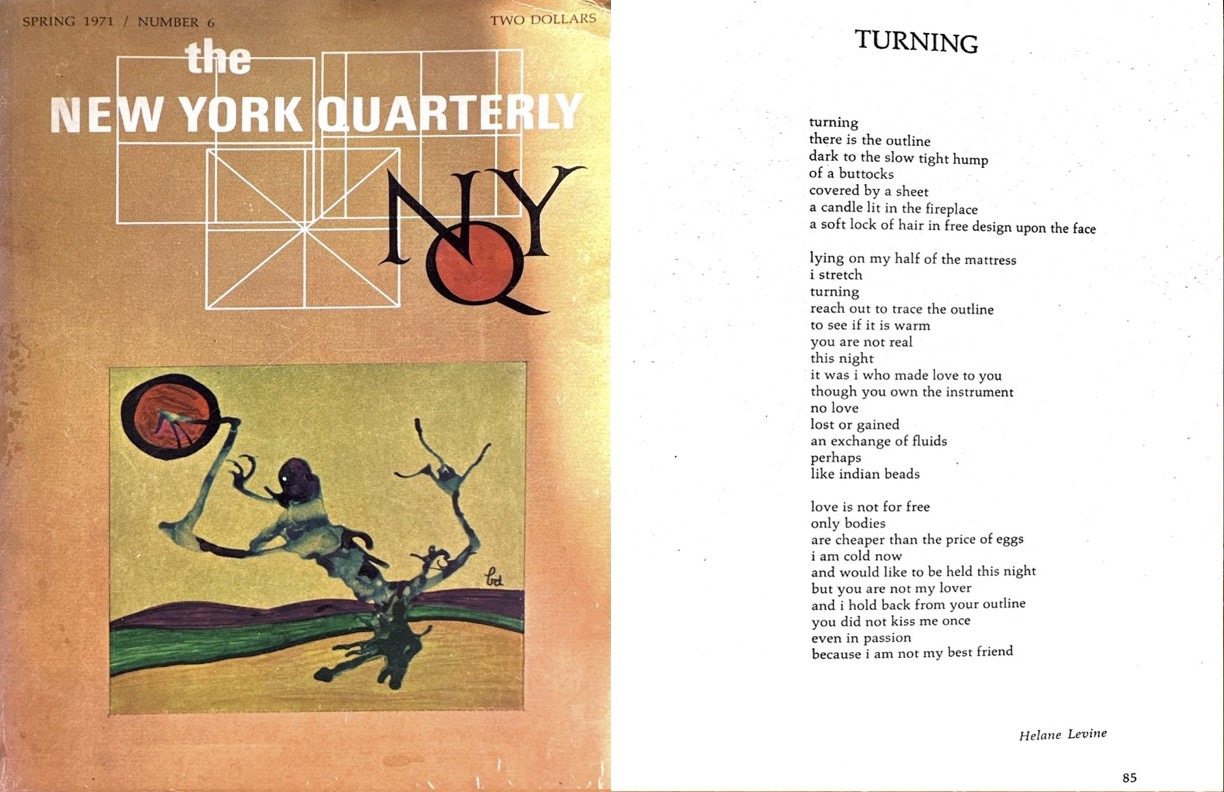 SPRING 1971 / NUMBER 6
TWO DOLLARS
the
NEW YORK QUARTERLY
NYQ
bd
TURNING
turning
there is the outline
dark to the slow tight hump
of a buttocks
covered by a sheet
a candle lit in the fireplace
a soft lock of hair in free design upon the face
lying on my half of the mattress
i stretch
turning
reach out to trace the outline
to see if it is warm
you are not real
this night
it was i who made love to you
though you own the instrument
no love
lost or gained
an exchange of fluids
perhaps
like indian beads
love is not for free
only bodies
are cheaper than the price of eggs
i am cold now
and would like to be held this night
but you are not my lover
and i hold back from your outline
you did not kiss me once
even in passion
because i am not my best friend
Helane Levine
85